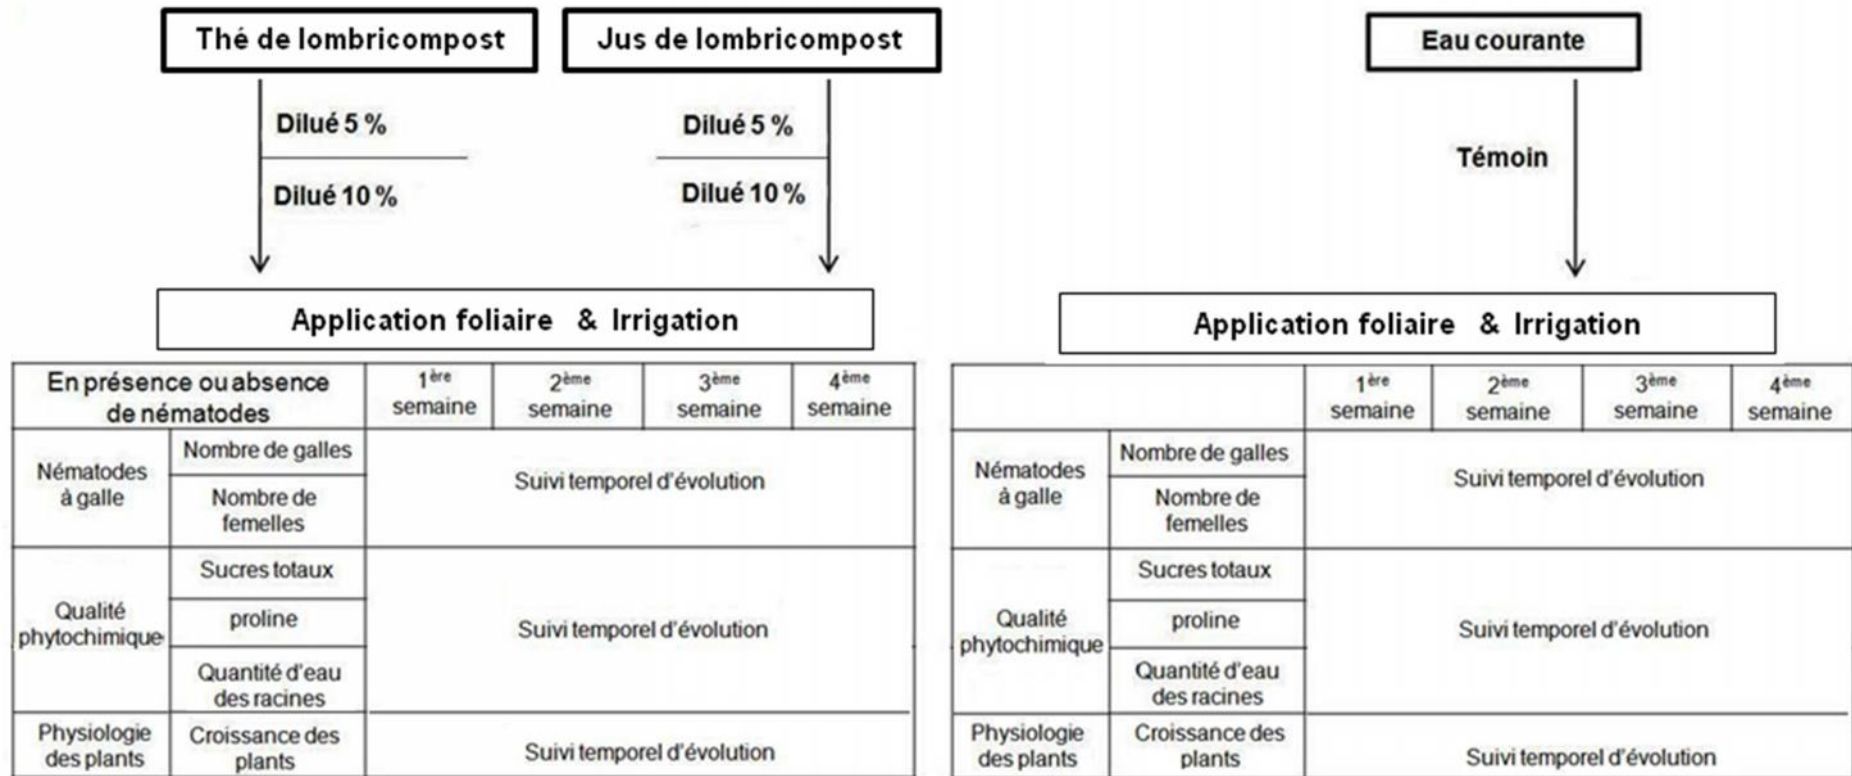 Thé de lombricompost
Jus de lombricompost
Eau courante
Dilué 5 %
Dilué 10 %
Dilué 5 %
Dilué 10 %
Témoin
Application foliaire & Irrigation
Application foliaire & Irrigation
En présence ou absence
de nématodes
1ère
semaine
2ème
semaine
3ème
semaine
4ème
semaine
Nématodes
à galle
Nombre de galles
Nombre de
femelles
Suivi temporel d'évolution
Qualité
phytochimique
Sucres totaux
proline
Quantité d'eau
des racines
Suivi temporel d'évolution
Physiologie
des plants
Croissance des
plants
Suivi temporel d'évolution
1ère
semaine
2ème
semaine
3ème
semaine
4ème
semaine
Nématodes
à galle
Nombre de galles
Nombre de
femelles
Suivi temporel d'évolution
Qualité
phytochimique
Sucres totaux
proline
Quantité d'eau
des racines
Suivi temporel d'évolution
Physiologie
des plants
Croissance des
plants
Suivi temporel d'évolution